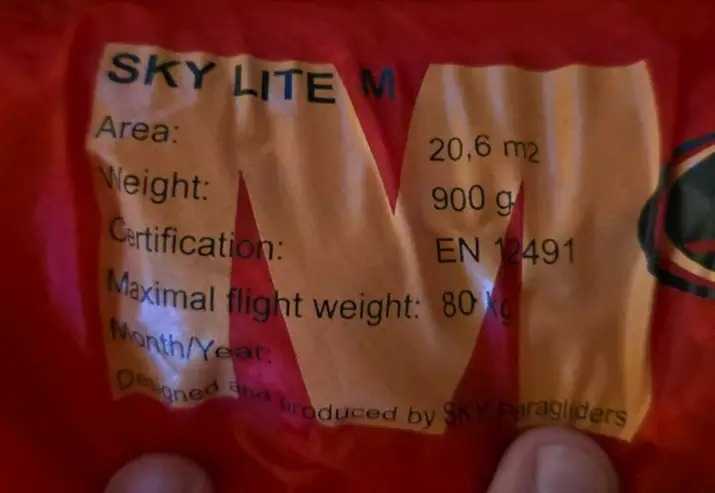 SKY LITE M
Area: 20,6 m2
Weight: 900 g
Certification: EN 12491
Maximal flight weight: 80 kg
Month/Year:
Designed and produced by SKY Paragliders